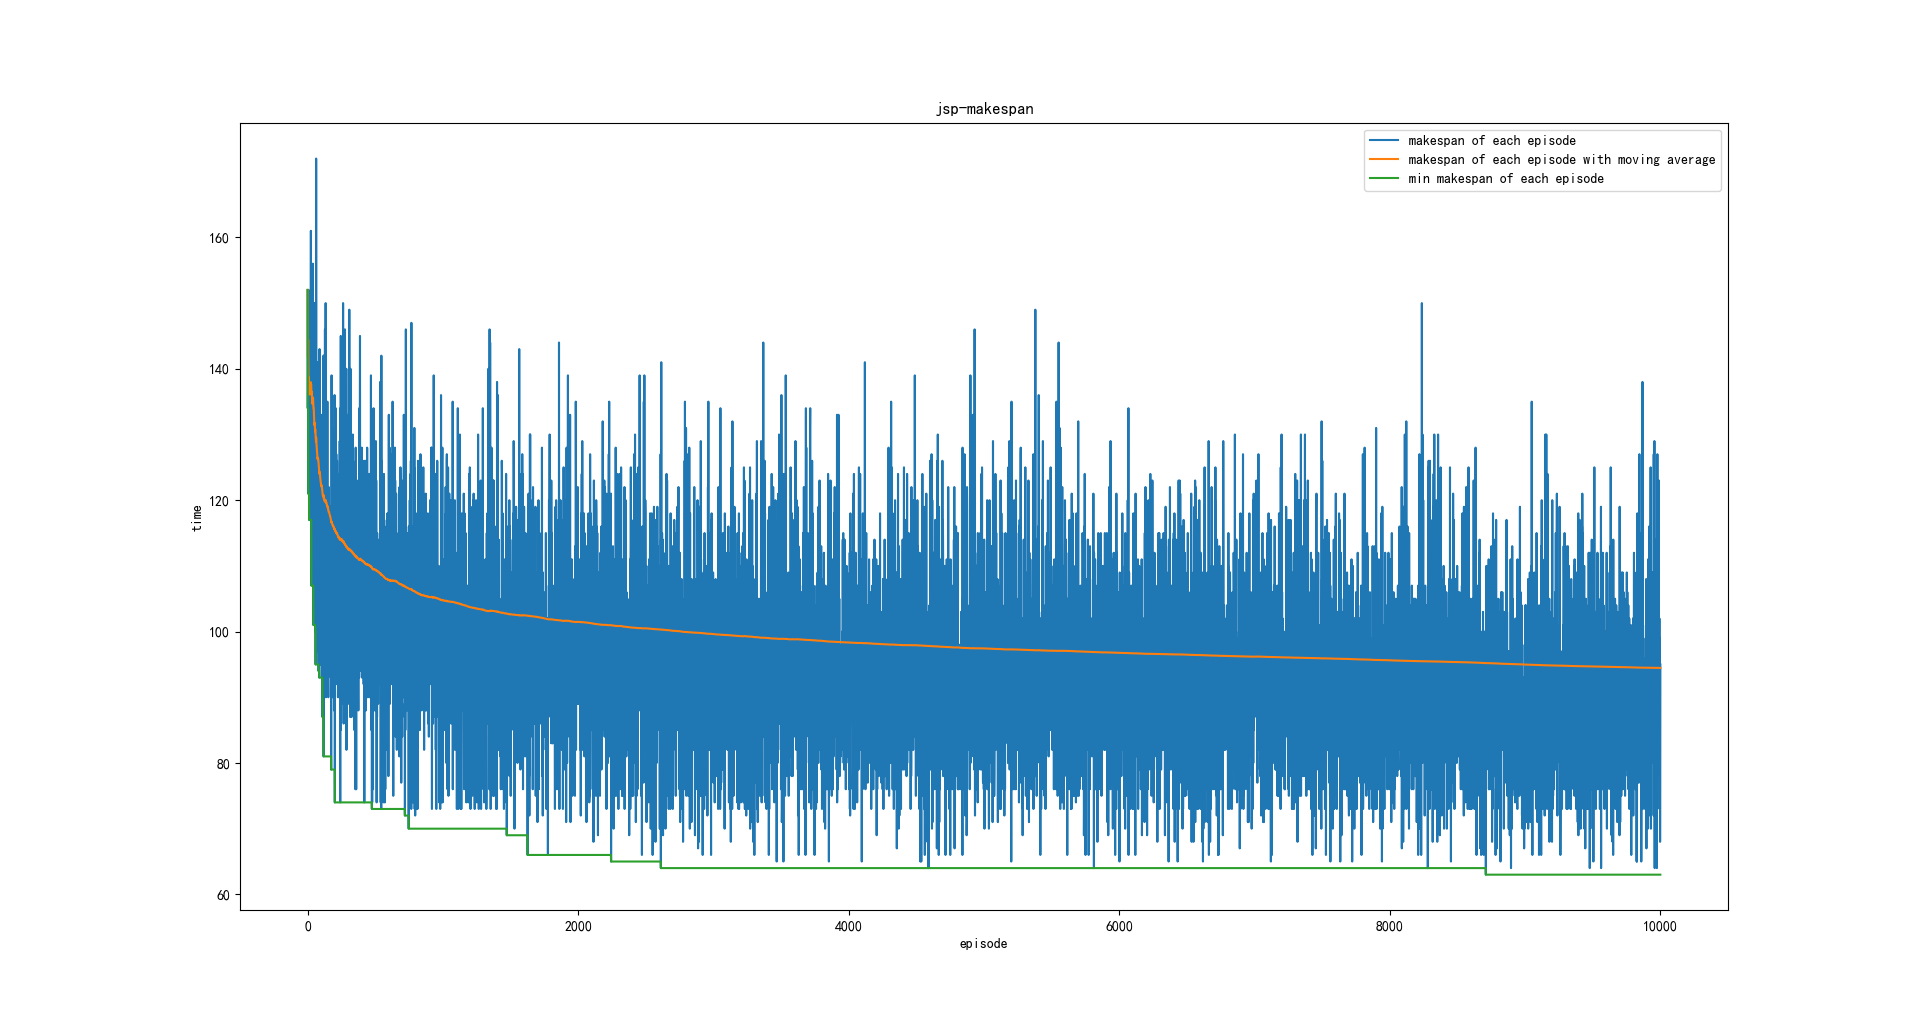 jsp-makespan
makespan of each episode
makespan of each episode with moving average
min makespan of each episode
160
140
120
100
80
60
time
0
2000
4000
6000
8000
10000
episode